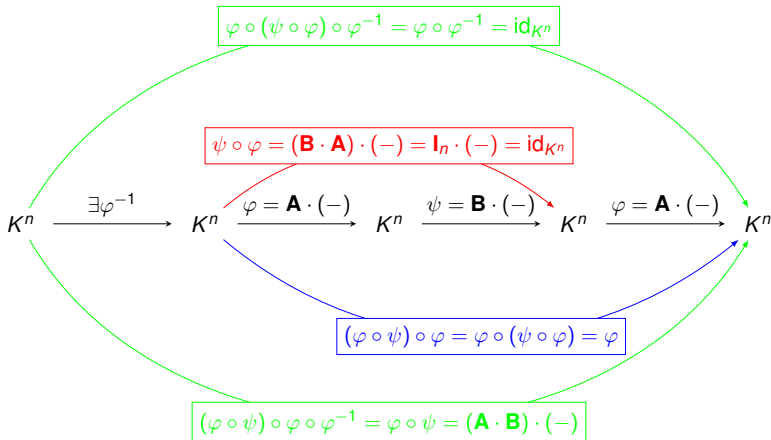 φ ∘ (ψ ∘ φ) ∘ φ⁻¹ = φ ∘ φ⁻¹ = id_{Kⁿ}
ψ ∘ φ = (B · A) · (−) = Iₙ · (−) = id_{Kⁿ}
∃φ⁻¹ φ = A · (−) ψ = B · (−) φ = A · (−)
Kⁿ Kⁿ Kⁿ Kⁿ Kⁿ
(φ ∘ ψ) ∘ φ = φ ∘ (ψ ∘ φ) = φ
(φ ∘ ψ) ∘ φ ∘ φ⁻¹ = φ ∘ ψ = (A · B) · (−)